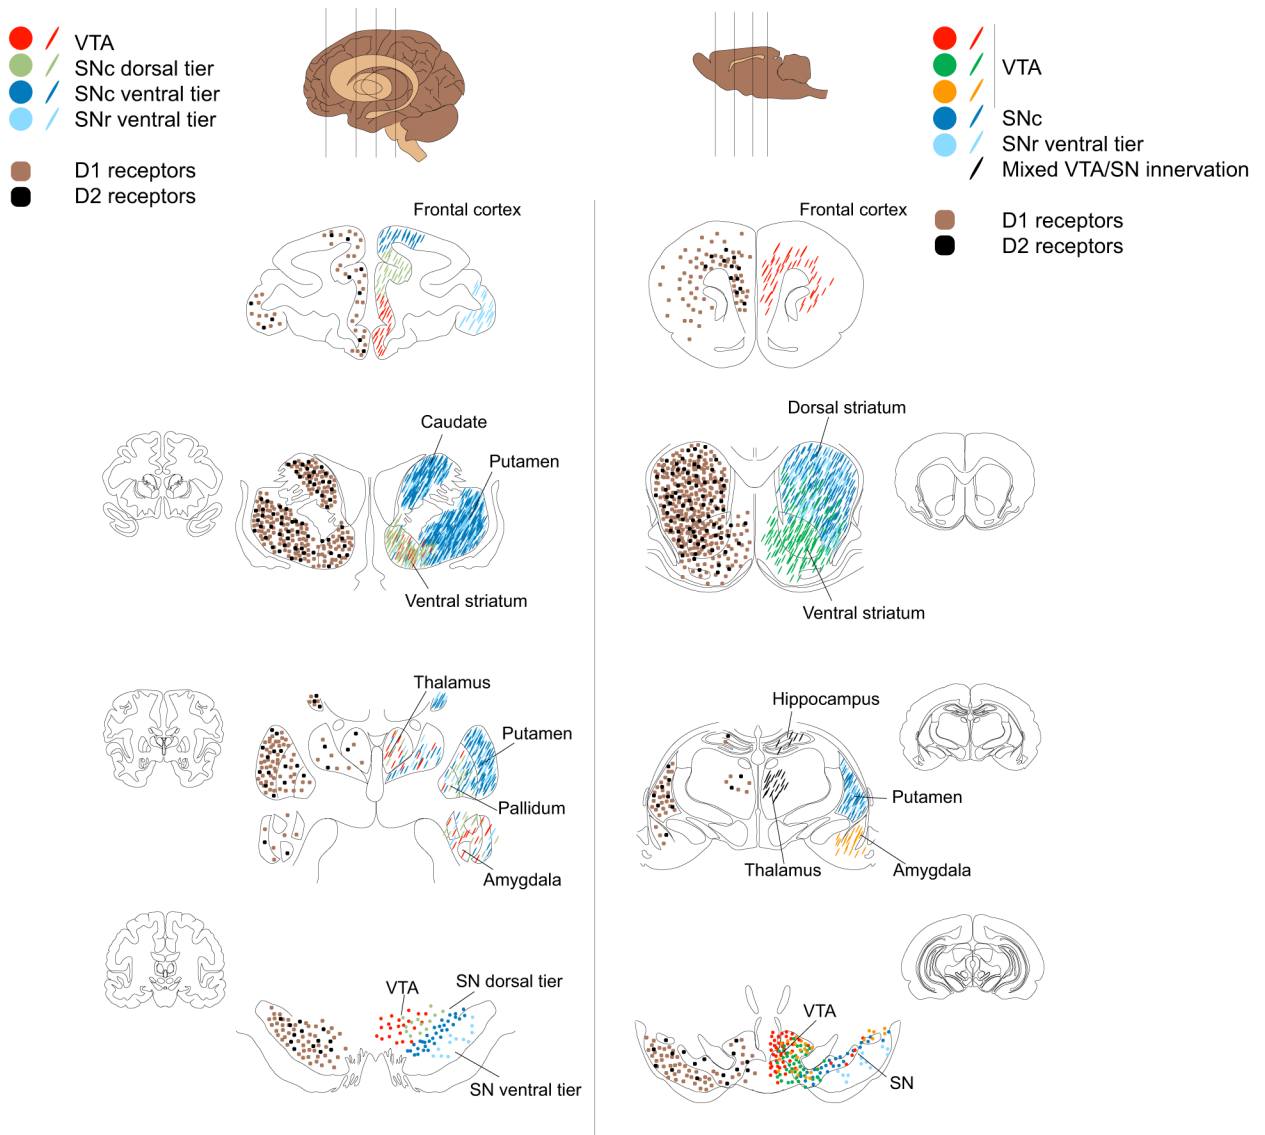 VTA
SNc dorsal tier
SNc ventral tier
SNr ventral tier
D1 receptors
D2 receptors
VTA
SNc
SNr ventral tier
Mixed VTA/SN innervation
D1 receptors
D2 receptors
Frontal cortex
Caudate
Putamen
Ventral striatum
Thalamus
Putamen
Pallidum
Amygdala
VTA
SN dorsal tier
SN ventral tier
Frontal cortex
Dorsal striatum
Ventral striatum
Hippocampus
Putamen
Thalamus
Amygdala
VTA
SN